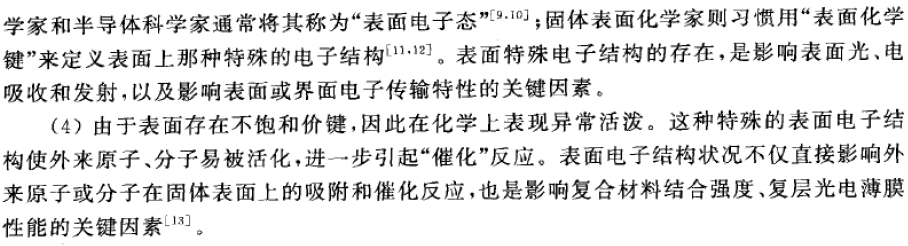 学家和半导体科学家通常将其称为“表面电子态”[9,10]；固体表面化学家则习惯用“表面化学
键”来定义表面上那种特殊的电子结构[11,12]。表面特殊电子结构的存在，是影响表面光、电
吸收和发射，以及影响表面或界面电子传输特性的关键因素。
（4）由于表面存在不饱和价键，因此在化学上表现异常活泼。这种特殊的表面电子结
构使外来原子、分子易被活化，进一步引起“催化”反应。表面电子结构状况不仅直接影响外
来原子或分子在固体表面上的吸附和催化反应，也是影响复合材料结合强度、复层光电薄膜
性能的关键因素[13]。